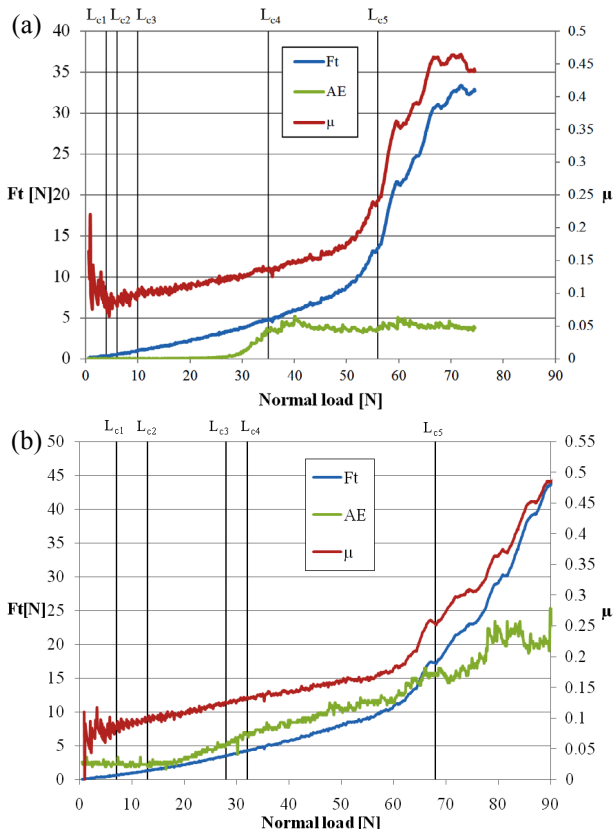 (a)
Lc1 Lc2 Lc3 Lc4 Lc5
40 0.5
35 0.45
30 0.4
25 0.35
20 0.3
15 0.25
10 0.2
5 0.15
0 0.1
0.05
0
Ft [N]
μ
Ft
AE
μ
0 10 20 30 40 50 60 70 80
Normal load [N]
(b)
Lc1 Lc2 Lc3 Lc4 Lc5
50 0.55
45 0.5
40 0.45
35 0.4
30 0.35
25 0.3
20 0.25
15 0.2
10 0.15
5 0.1
0 0.05
0
Ft[N]
μ
Ft
AE
μ
0 10 20 30 40 50 60 70 80 90
Normal load [N]